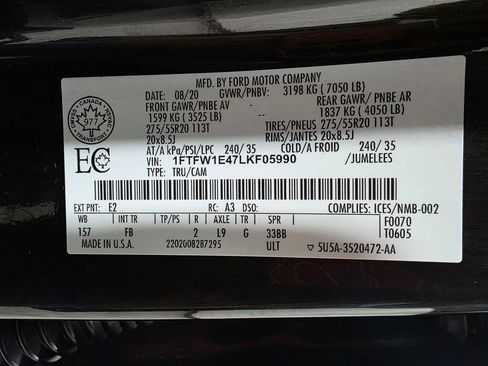 MFD. BY FORD MOTOR COMPANY
DATE: 08/20 GVWR/PNBV: 3198 KG (7050 LB)
FRONT GAWR/PNBE AV REAR GAWR/ PNBE AR
1599 KG (3525 LB) 1837 KG (4050 LB)
275/55R20 113T TIRES/PNEUS 275/55R20 113T
20x8.5J RIMS/JANTES 20x8.5J
AT/A kPa/PSI/LPC 240/35 COLD/A FROID 240/35
VIN: 1FTFW1E47LKF05990 /JUMELEES
TYPE: TRU/CAM
CANADA
977
TRANSPORT
EC
EXT PNT: E2 RC: A3 DSO: COMPLIES: ICES/NMB-002
WB INT TR TP/PS R AXLE TR SPR F0070
157 FB 2 L9 G 33BB T0605
MADE IN U.S.A. 2202008287295 ULT 5U5A-3520472-AA